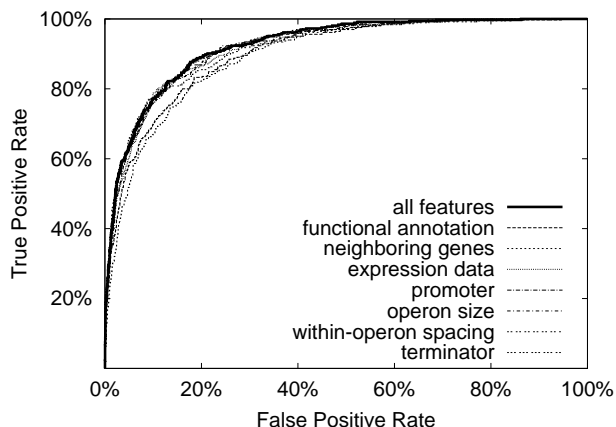 100%
80%
60%
40%
20%
True Positive Rate
all features
functional annotation
neighboring genes
expression data
promoter
operon size
within-operon spacing
terminator
0% 20% 40% 60% 80% 100%
False Positive Rate